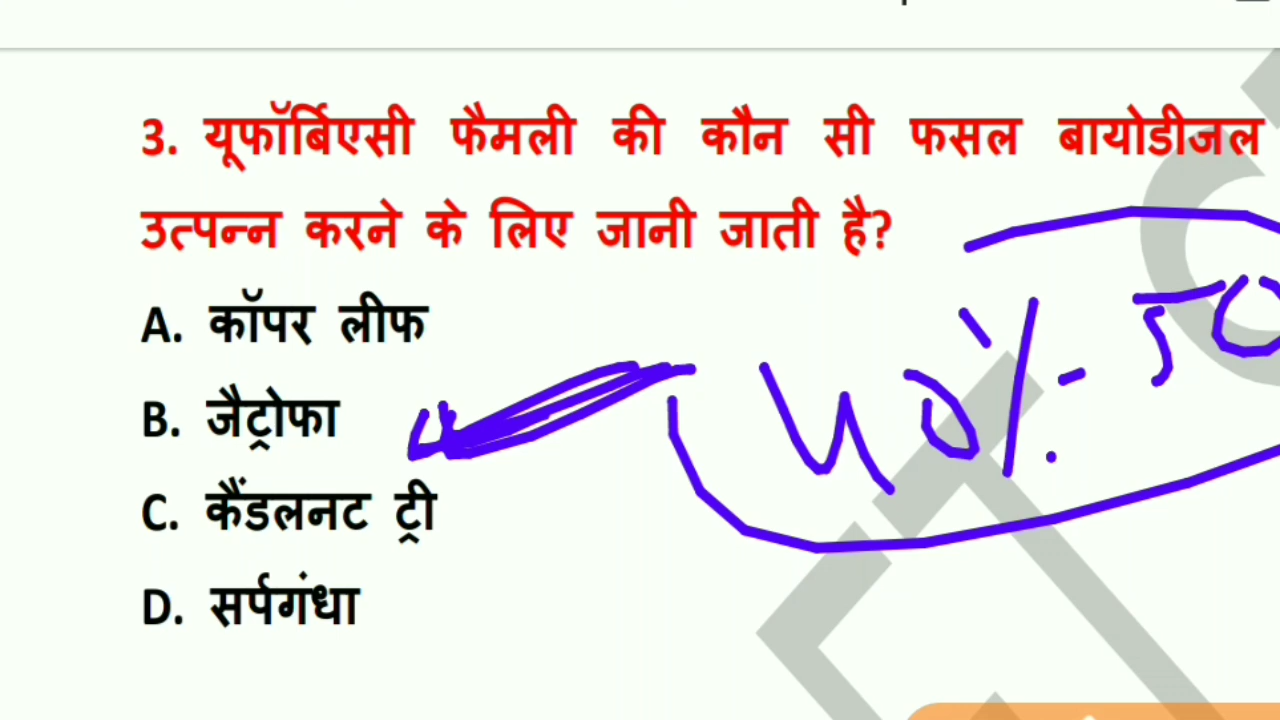 3. यूफॉर्बिएसी फैमली की कौन सी फसल बायोडीजल
उत्पन्न करने के लिए जानी जाती है?
A. कॉपर लीफ
B. जैट्रोफा
40%. - 50
C. कैंडलनट ट्री
D. सर्पगंधा